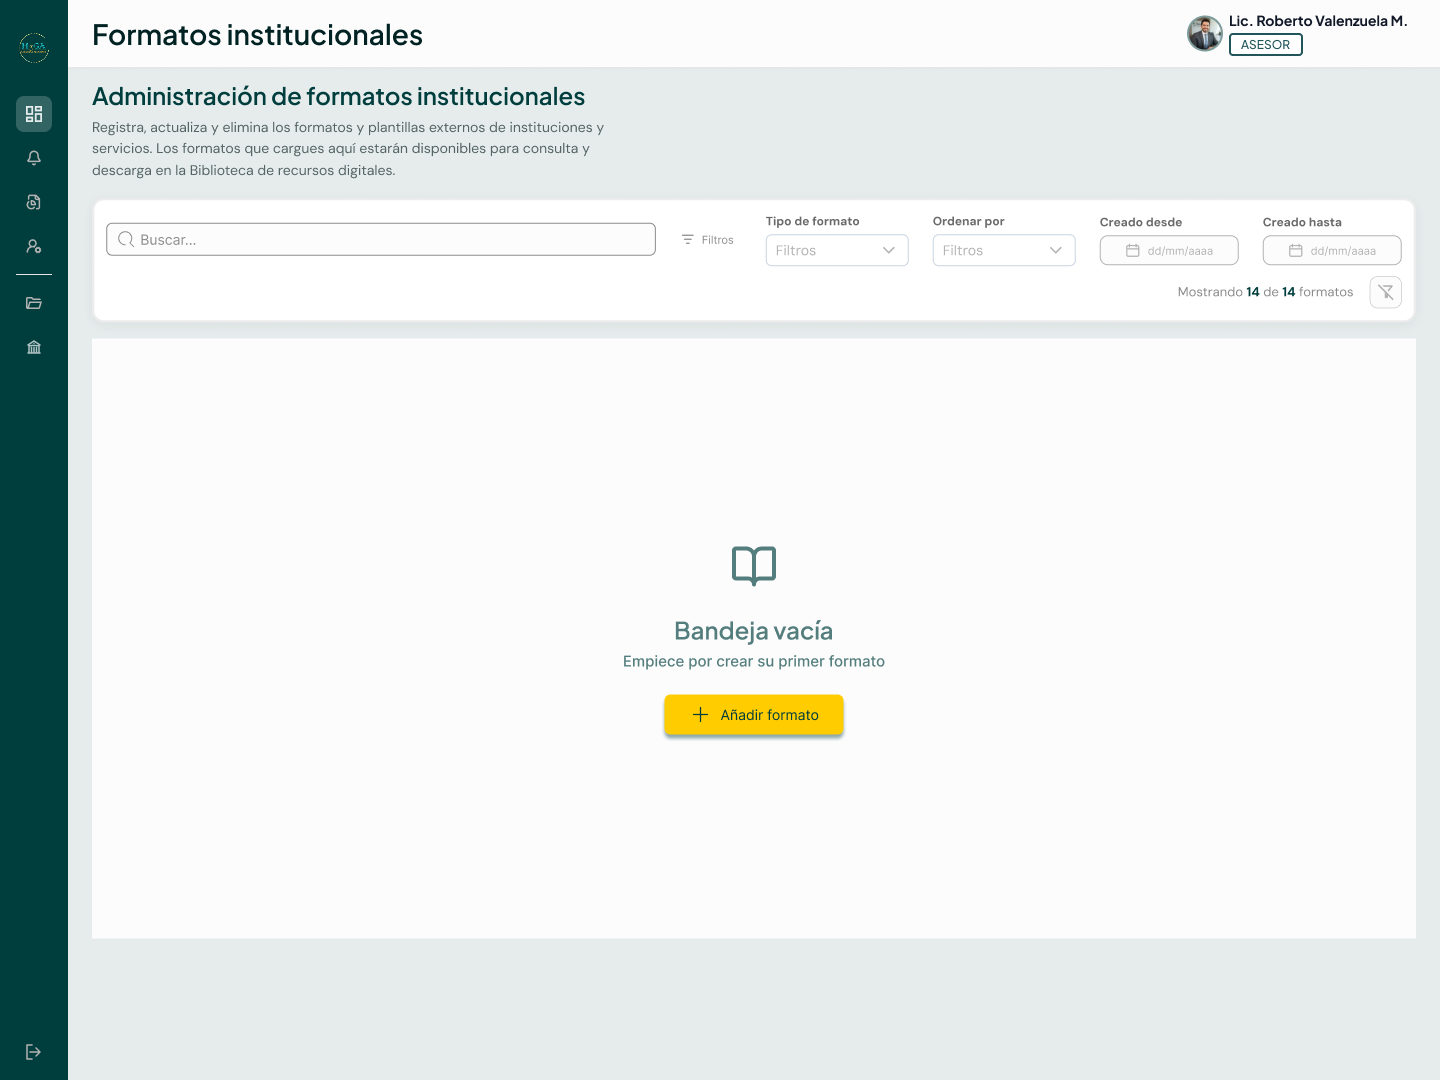 Formatos institucionales
Lic. Roberto Valenzuela M.
ASESOR
Administración de formatos institucionales
Registra, actualiza y elimina los formatos y plantillas externos de instituciones y
servicios. Los formatos que cargues aquí estarán disponibles para consulta y
descarga en la Biblioteca de recursos digitales.
Buscar...
Filtros
Tipo de formato
Filtros
Ordenar por
Filtros
Creado desde
dd/mm/aaaa
Creado hasta
dd/mm/aaaa
Mostrando 14 de 14 formatos
Bandeja vacía
Empiece por crear su primer formato
Añadir formato